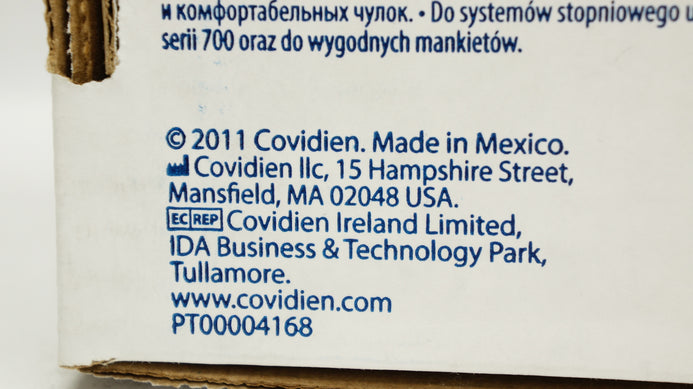 и комфортабельных чулок. • Do systemów stopniowego
serii 700 oraz do wygodnych mankietów.
© 2011 Covidien. Made in Mexico.
Covidien llc, 15 Hampshire Street,
Mansfield, MA 02048 USA.
EC REP Covidien Ireland Limited,
IDA Business & Technology Park,
Tullamore.
www.covidien.com
PT00004168